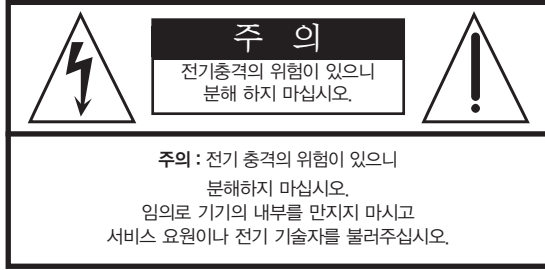 주 의
전기충격의 위험이 있으니
분해 하지 마십시오.
주의 : 전기 충격의 위험이 있으니
분해하지 마십시오.
임의로 기기의 내부를 만지지 마시고
서비스 요원이나 전기 기술자를 불러주십시오.